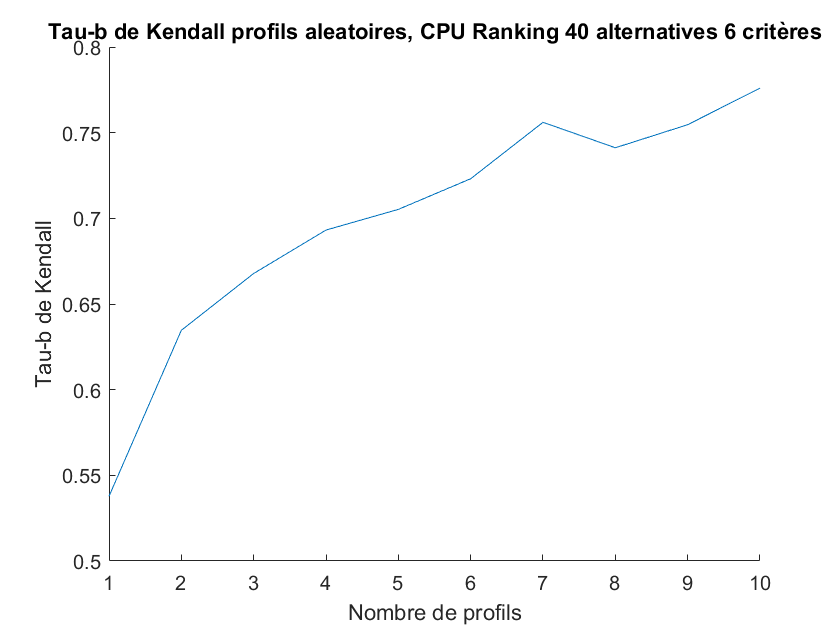 Tau-b de Kendall profils aleatoires, CPU Ranking 40 alternatives 6 critères
0.8
0.75
0.7
0.65
0.6
0.55
0.5
Tau-b de Kendall
1 2 3 4 5 6 7 8 9 10
Nombre de profils